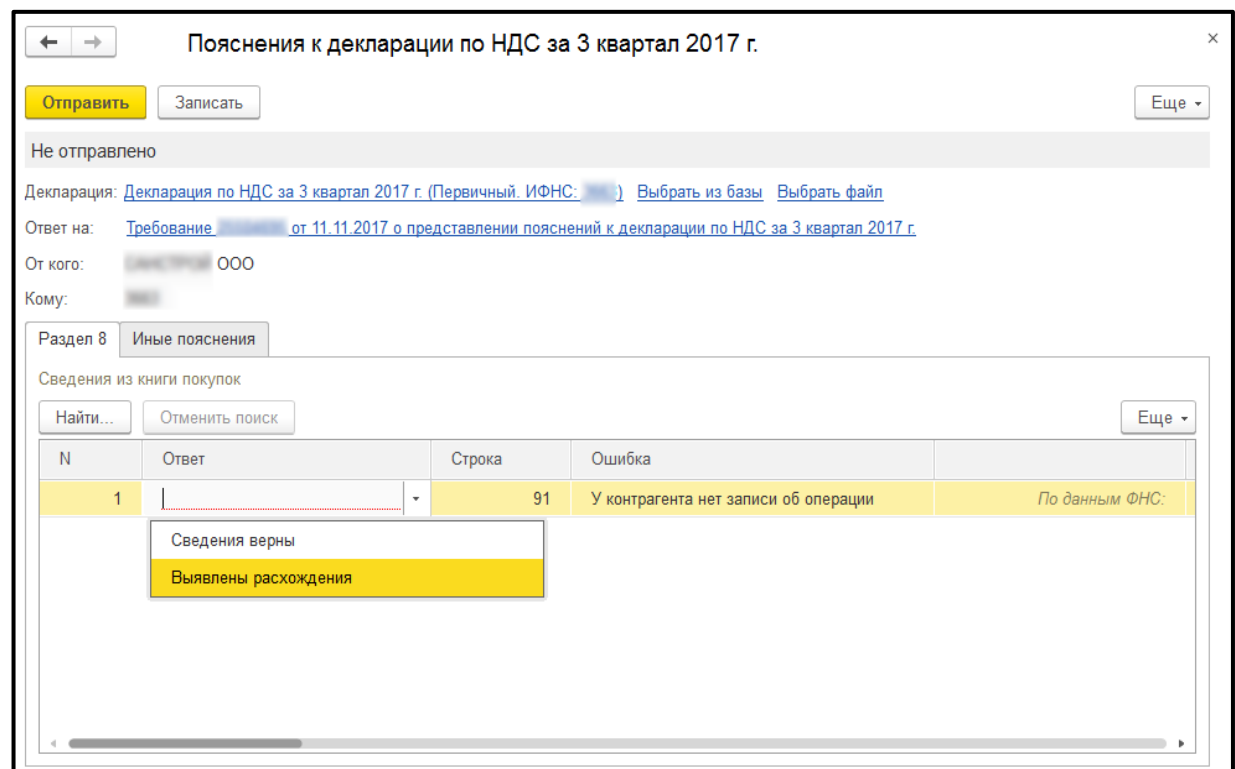 Пояснения к декларации по НДС за 3 квартал 2017 г.
Отправить Записать Еще
Не отправлено
Декларация: Декларация по НДС за 3 квартал 2017 г. (Первичный. ИФНС: ) Выбрать из базы Выбрать файл
Ответ на: Требование от 11.11.2017 о представлении пояснений к декларации по НДС за 3 квартал 2017 г.
От кого: ООО
Кому:
Раздел 8 Иные пояснения
Сведения из книги покупок
Найти... Отменить поиск Еще
N Ответ Строка Ошибка
1 91 У контрагента нет записи об операции По данным ФНС:
Сведения верны
Выявлены расхождения